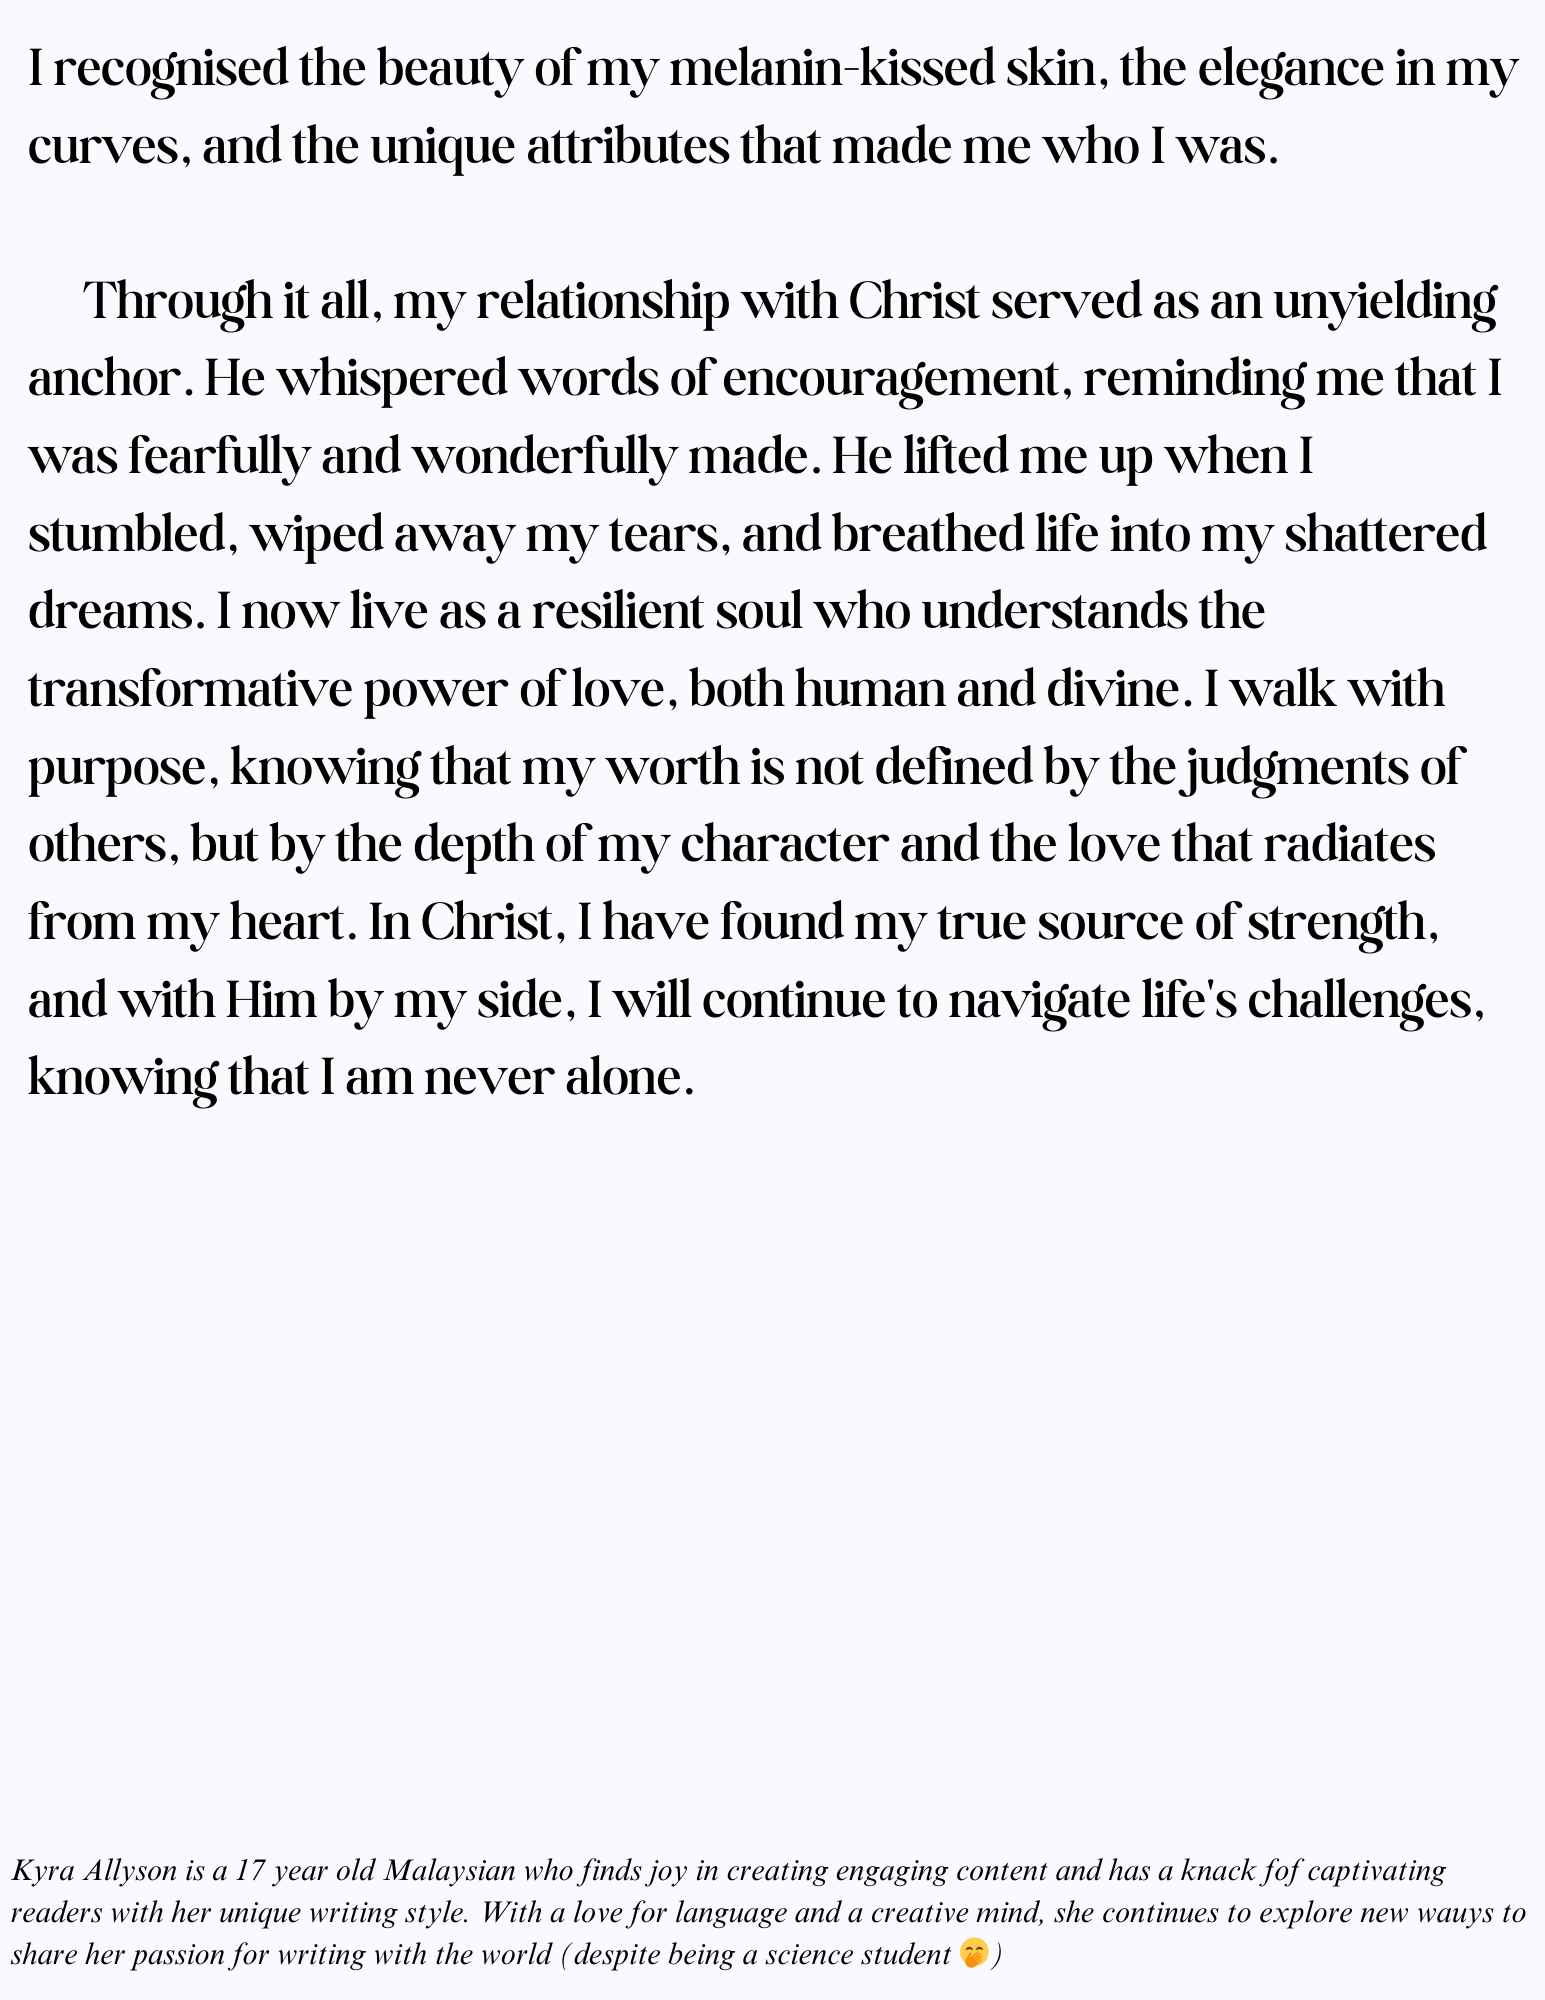 I recognised the beauty of my melanin-kissed skin, the elegance in my
curves, and the unique attributes that made me who I was.
Through it all, my relationship with Christ served as an unyielding
anchor. He whispered words of encouragement, reminding me that I
was fearfully and wonderfully made. He lifted me up when I
stumbled, wiped away my tears, and breathed life into my shattered
dreams. I now live as a resilient soul who understands the
transformative power of love, both human and divine. I walk with
purpose, knowing that my worth is not defined by the judgments of
others, but by the depth of my character and the love that radiates
from my heart. In Christ, I have found my true source of strength,
and with Him by my side, I will continue to navigate life's challenges,
knowing that I am never alone.
Kyra Allyson is a 17 year old Malaysian who finds joy in creating engaging content and has a knack fof captivating
readers with her unique writing style. With a love for language and a creative mind, she continues to explore new wauys to
share her passion for writing with the world (despite being a science student 🤭)